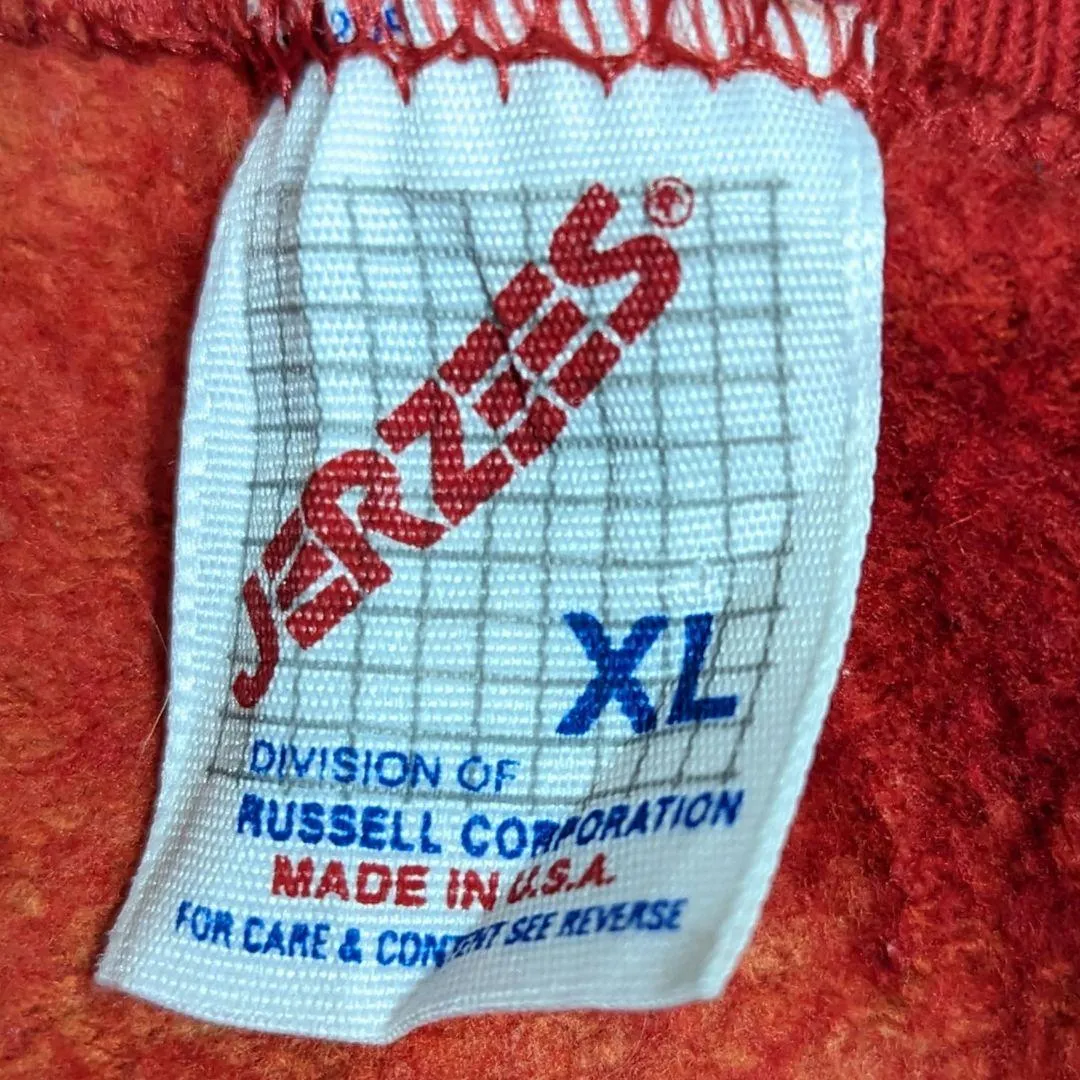 JERZEES®
XL
DIVISION OF
RUSSELL CORPORATION
MADE IN U.S.A.
FOR CARE & CONTENT SEE REVERSE